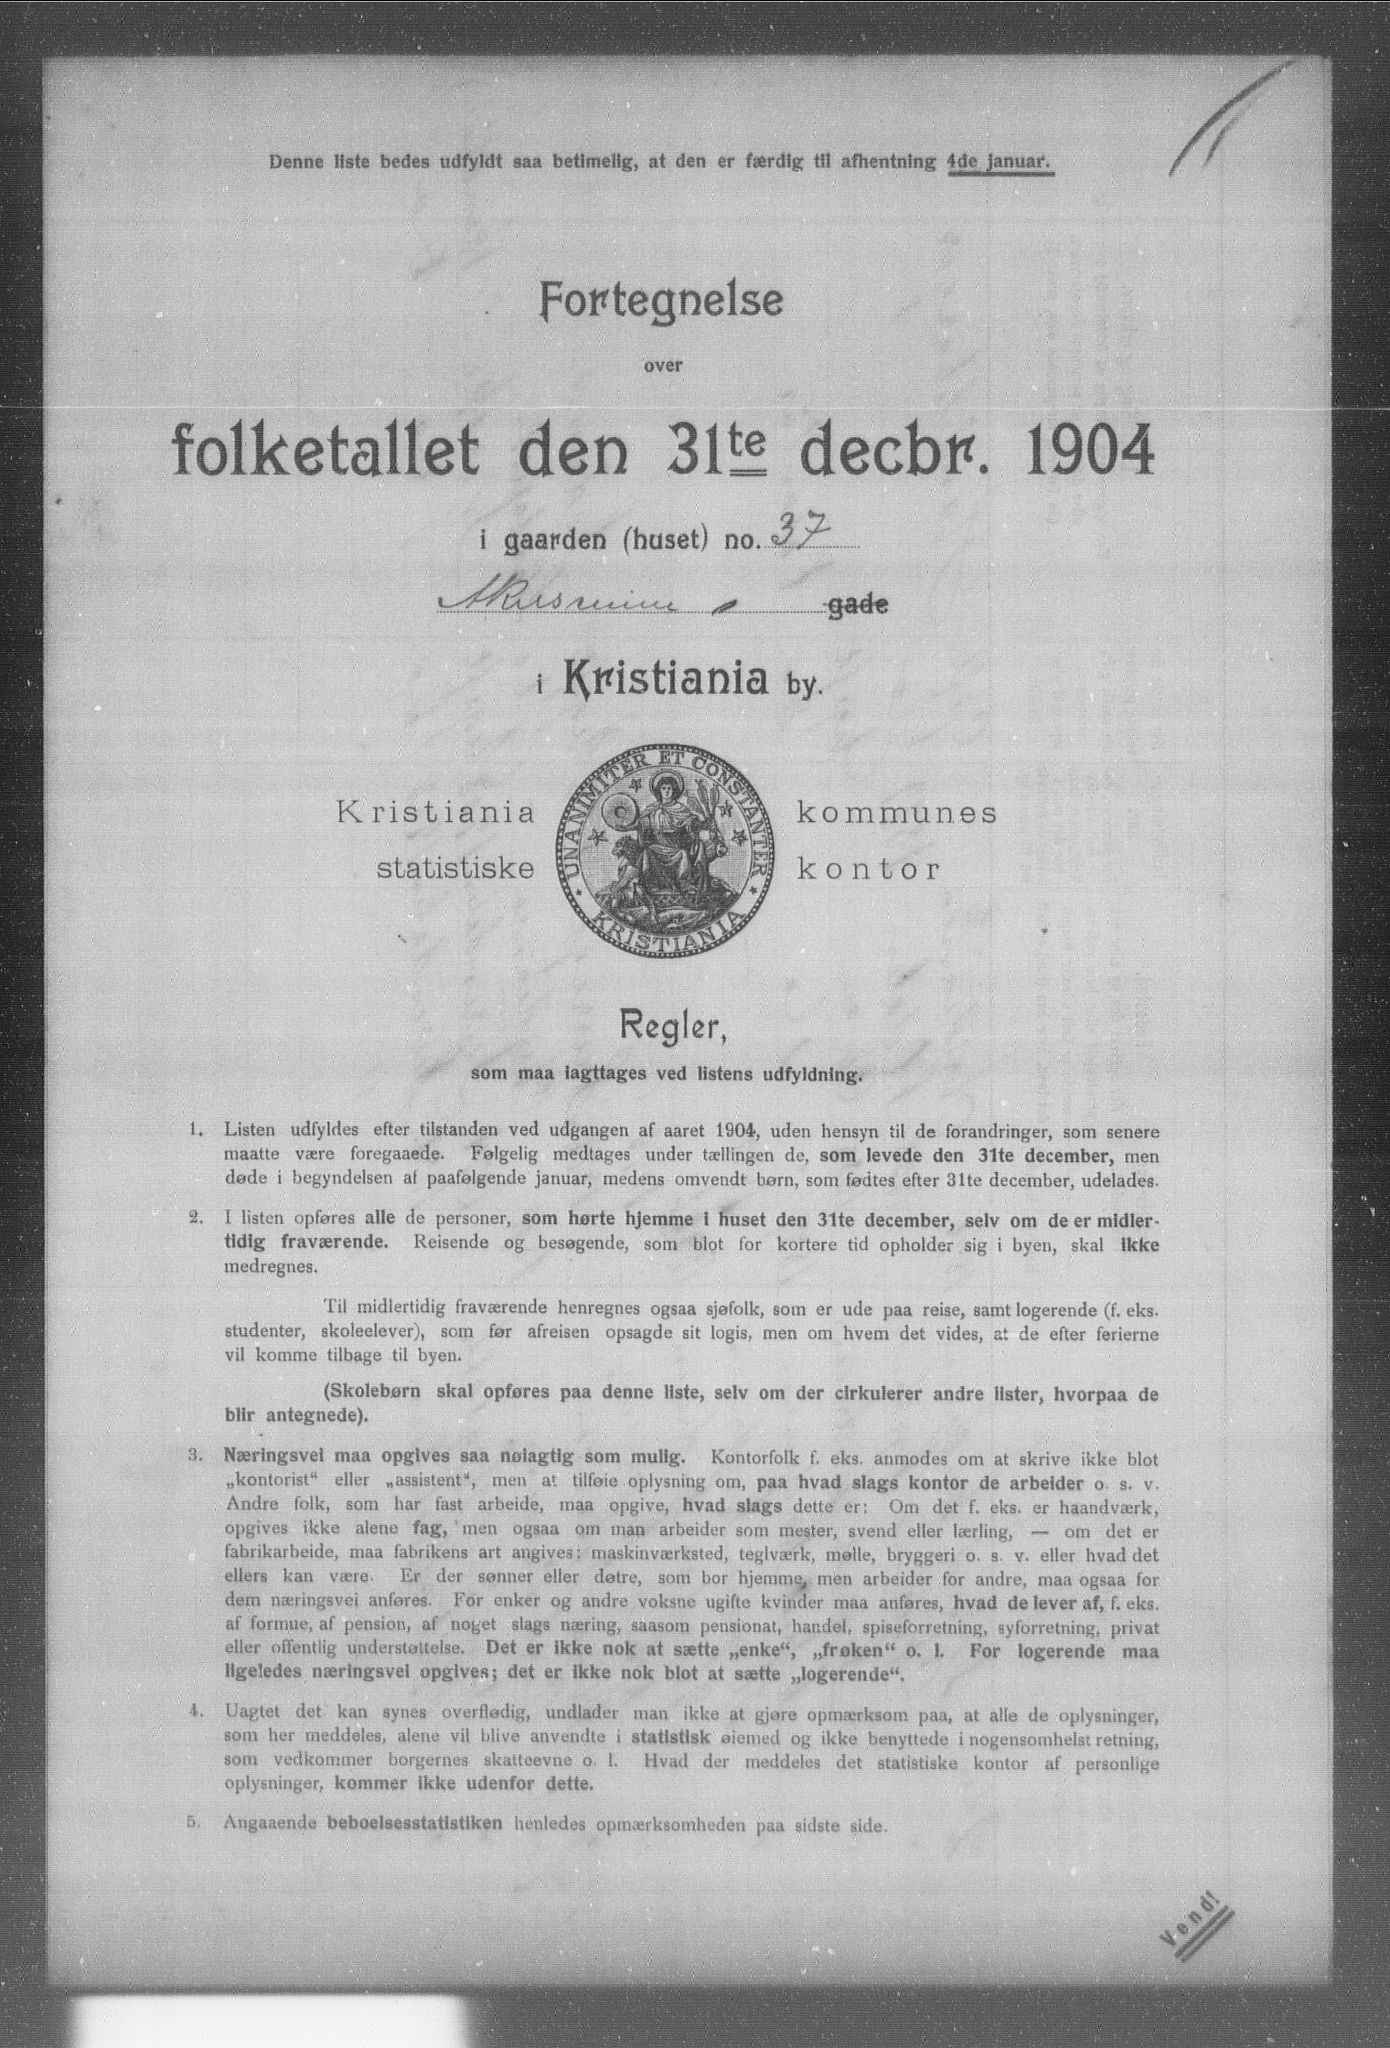 Denne liste bedes udfyldt saa betimelig, at den er færdig til afhentning 4de januar.
Fortegnelse
over
folketallet den 31te decbr. 1904
i gaarden (huset) no. 37
gade
i Kristiania by.
UNANIMITER ET CONSTANTER
KRISTIANIA
Kristiania kommunes
statistiske kontor
Regler,
som maa iagttages ved listens udfyldning.
1. Listen udfyldes efter tilstanden ved udgangen af aaret 1904, uden hensyn til de forandringer, som senere
maatte være foregaaede. Følgelig medtages under tællingen de, som levede den 31te december, men
døde i begyndelsen af paafølgende januar, medens omvendt børn, som fødtes efter 31te december, udelades.
2. I listen opføres alle de personer, som hørte hjemme i huset den 31te december, selv om de er midler-
tidig fraværende. Reisende og besøgende, som blot for kortere tid opholder sig i byen, skal ikke
medregnes.
Til midlertidig fraværende henregnes ogsaa sjøfolk, som er ude paa reise, samt logerende (f. eks.
studenter, skoleelever), som før afreisen opsagde sit logis, men om hvem det vides, at de efter ferierne
vil komme tilbage til byen.
(Skolebørn skal opføres paa denne liste, selv om der cirkulerer andre lister, hvorpaa de
blir antegnede).
3. Næringsvei maa opgives saa nøiagtig som mulig. Kontorfolk f. eks. anmodes om at skrive ikke blot
„kontorist“ eller „assistent“, men at tilføie oplysning om, paa hvad slags kontor de arbeider o. s. v.
Andre folk, som har fast arbeide, maa opgive, hvad slags dette er: Om det f. eks. er haandværk,
opgives ikke alene fag, men ogsaa om man arbeider som mester, svend eller lærling, — om det er
fabrikarbeide, maa fabrikens art angives: maskinværksted, teglværk, mølle, bryggeri o. s. v. eller hvad det
ellers kan være. Er der sønner eller døtre, som bor hjemme, men arbeider for andre, maa ogsaa for
dem næringsvei anføres. For enker og andre voksne ugifte kvinder maa anføres, hvad de lever af, f. eks.
af formue, af pension, af noget slags næring, saasom pensionat, handel, spiseforretning, syforretning, privat
eller offentlig understøttelse. Det er ikke nok at sætte „enke“, „frøken“ o. l. For logerende maa
ligeledes næringsvei opgives; det er ikke nok blot at sætte „logerende“.
4. Uagtet det kan synes overflødig, undlader man ikke at gjøre opmærksom paa, at alle de oplysninger,
som her meddeles, alene vil blive anvendte i statistisk øiemed og ikke benyttede i nogensomhelst retning,
som vedkommer borgernes skatteevne o. l. Hvad der meddeles det statistiske kontor af personlige
oplysninger, kommer ikke udenfor dette.
5. Angaaende beboelsesstatistiken henledes opmærksomheden paa sidste side.
Vend!